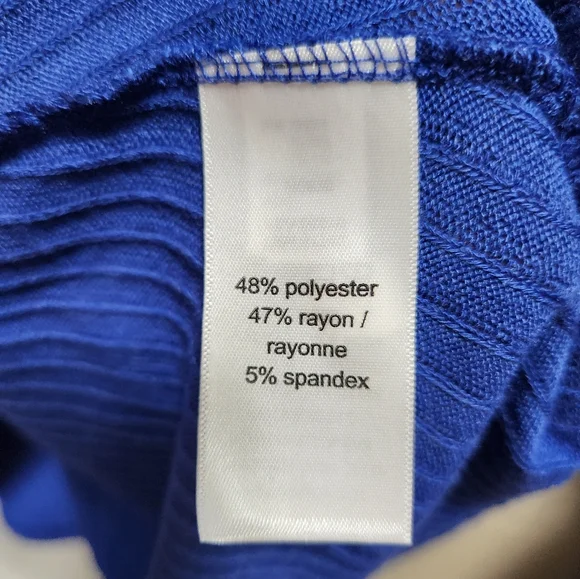 48% polyester
47% rayon /
rayonne
5% spandex